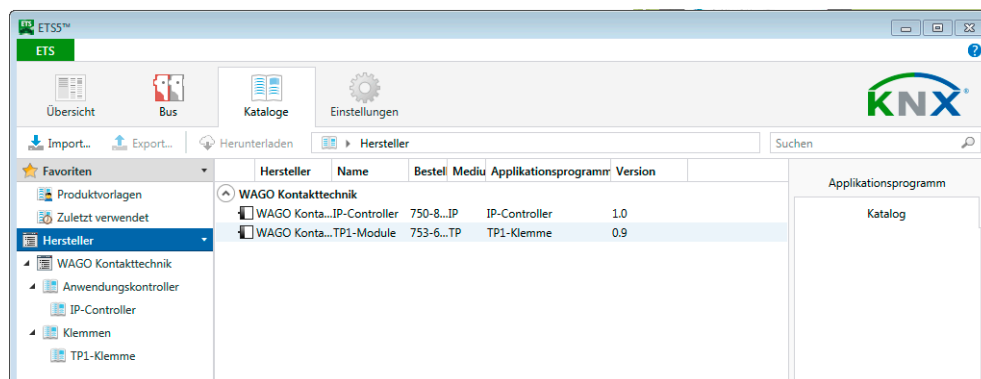 ETS5™
ETS
Übersicht
Bus
Kataloge
Einstellungen
KNX®
Import...
Export...
Herunterladen
Hersteller
Suchen
Favoriten
Produktvorlagen
Zuletzt verwendet
Hersteller
WAGO Kontakttechnik
Anwendungskontroller
IP-Controller
Klemmen
TP1-Klemme
Hersteller Name Bestell Mediu Applikationsprogramm Version
WAGO Kontakttechnik
WAGO Konta... IP-Controller 750-8... IP IP-Controller 1.0
WAGO Konta... TP1-Module 753-6... TP TP1-Klemme 0.9
Applikationsprogramm
Katalog